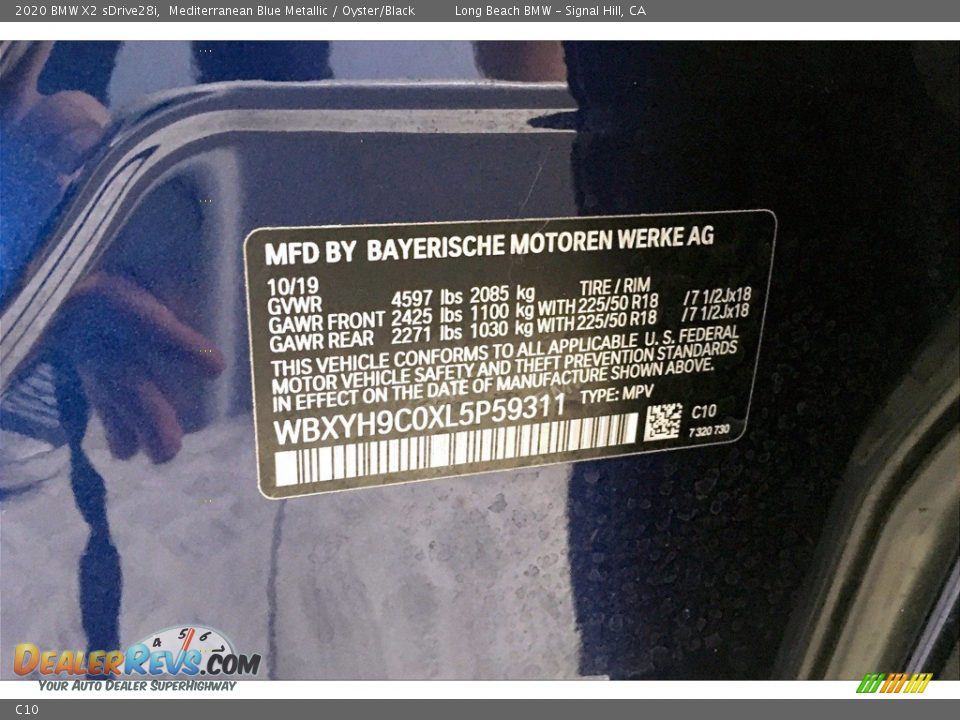 2020 BMW X2 sDrive28i, Mediterranean Blue Metallic / Oyster/Black Long Beach BMW - Signal Hill, CA
MFD BY BAYERISCHE MOTOREN WERKE AG
10/19 TIRE / RIM
GVWR 4597 lbs 2085 kg
GAWR FRONT 2425 lbs 1100 kg WITH 225/50 R18 /7 1/2Jx18
GAWR REAR 2271 lbs 1030 kg WITH 225/50 R18 /7 1/2Jx18
THIS VEHICLE CONFORMS TO ALL APPLICABLE U. S. FEDERAL
MOTOR VEHICLE SAFETY AND THEFT PREVENTION STANDARDS
IN EFFECT ON THE DATE OF MANUFACTURE SHOWN ABOVE.
WBXYH9C0XL5P59311 TYPE: MPV
C10
7320730
4 5 6
DEALERREVS.COM
YOUR AUTO DEALER SUPERHIGHWAY
C10